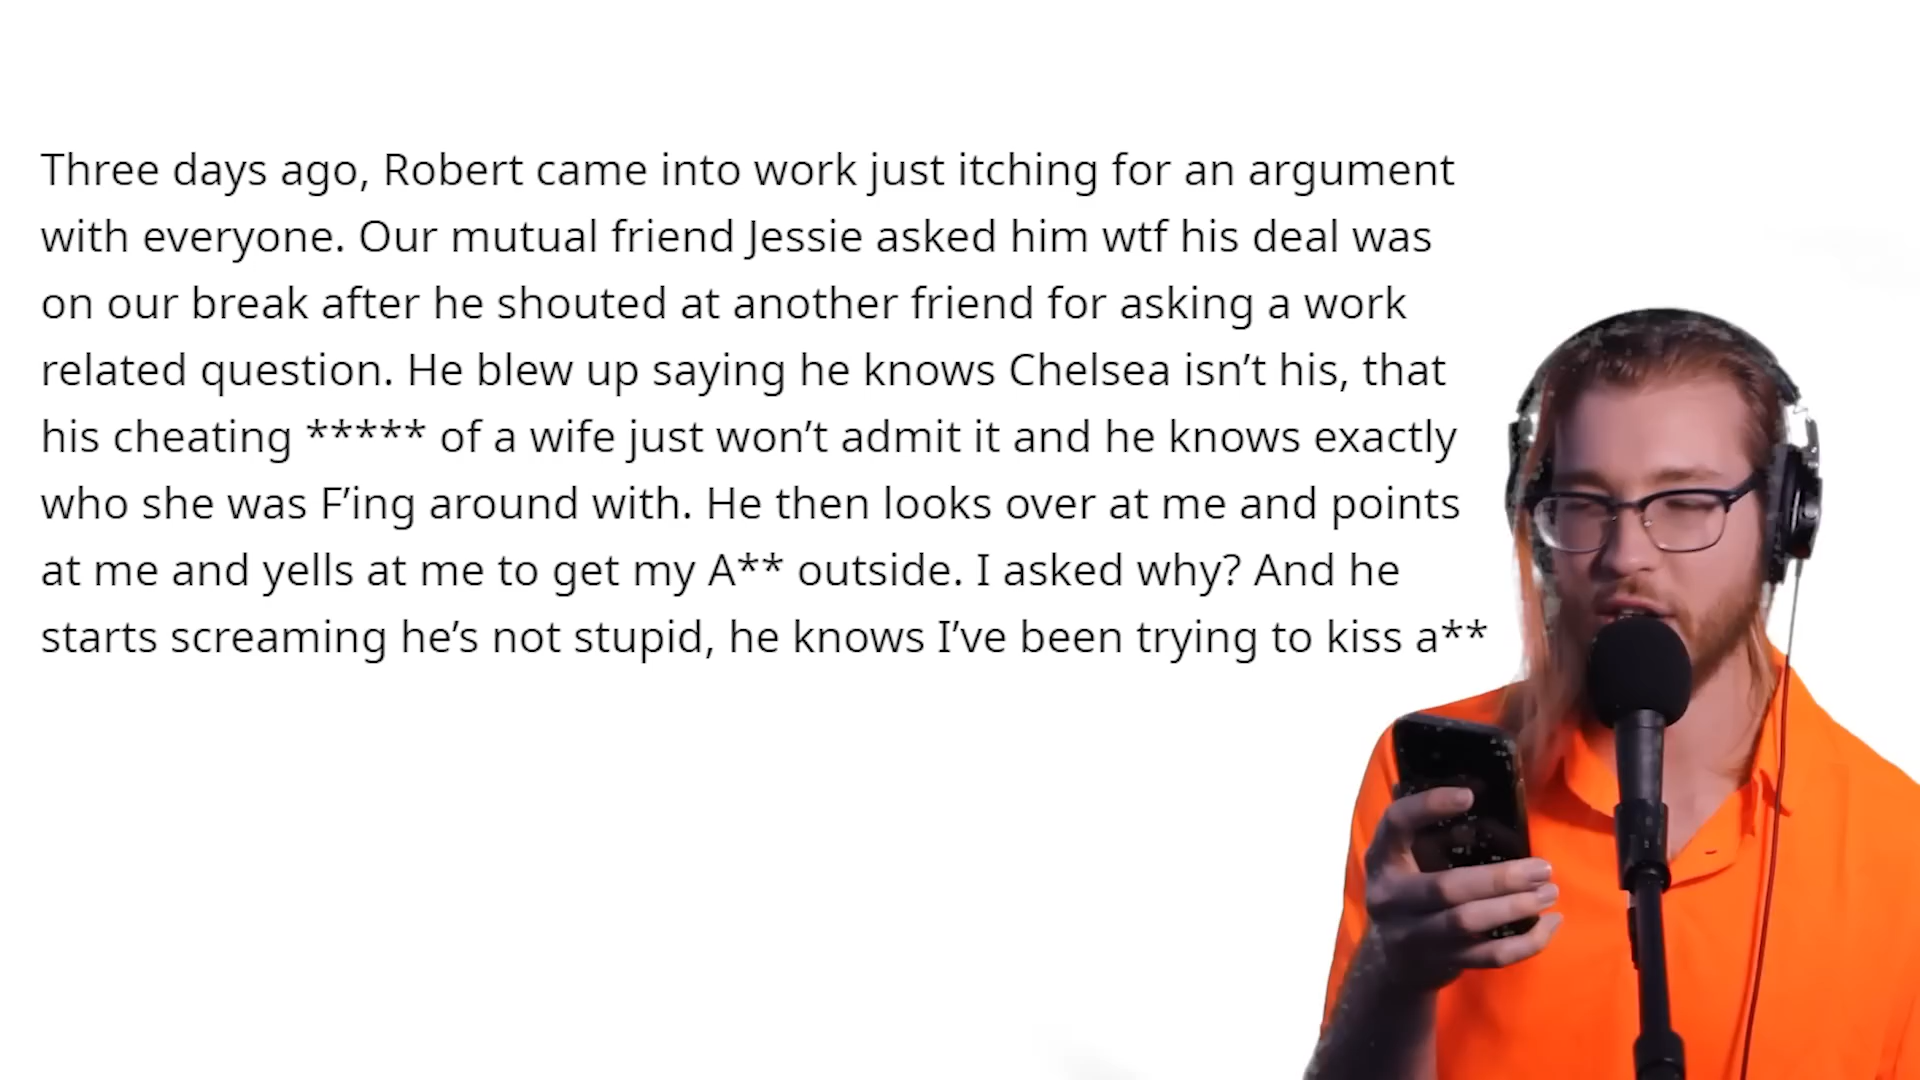 Three days ago, Robert came into work just itching for an argument
with everyone. Our mutual friend Jessie asked him wtf his deal was
on our break after he shouted at another friend for asking a work
related question. He blew up saying he knows Chelsea isn’t his, that
his cheating ***** of a wife just won’t admit it and he knows exactly
who she was F’ing around with. He then looks over at me and points
at me and yells at me to get my A** outside. I asked why? And he
starts screaming he’s not stupid, he knows I’ve been trying to kiss a**